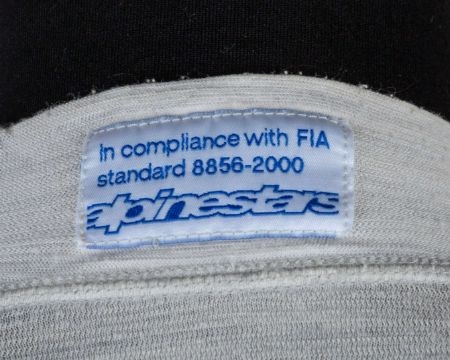 In compliance with FIA
standard 8856-2000
alpinestars